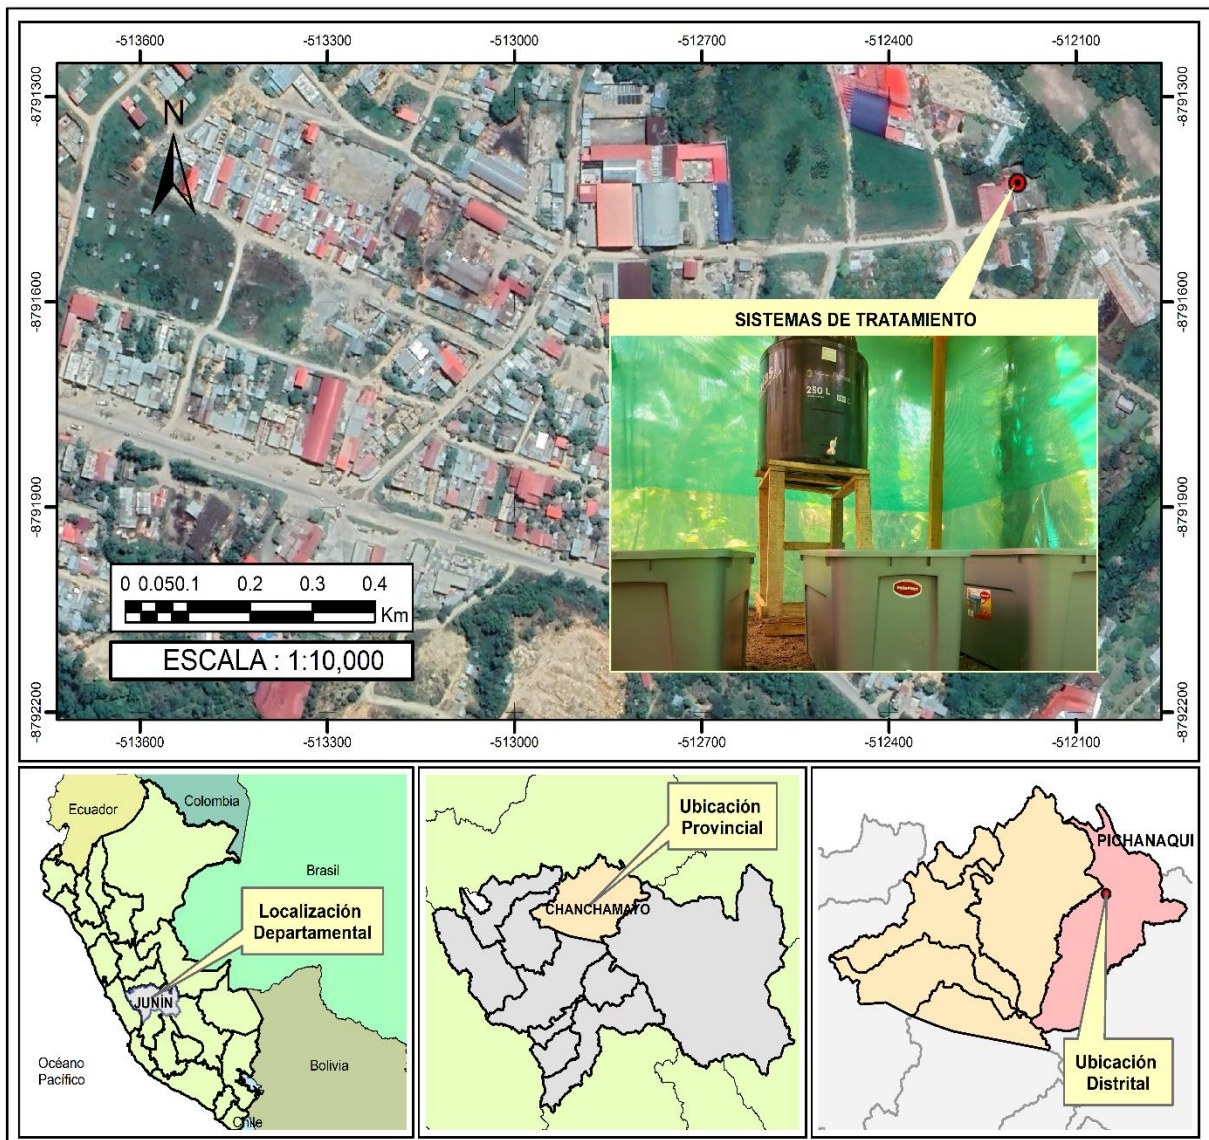 -513600 -513300 -513000 -512700 -512400 -512100
-8791300
-8791300
N
-8791600
-8791600
SISTEMAS DE TRATAMIENTO
250 L
-8791900
-8791900
0 0.050.1 0.2 0.3 0.4
Km
ESCALA : 1:10,000
-8792200
-8792200
-513600 -513300 -513000 -512700 -512400 -512100
Ecuador
Colombia
Brasil
Localización
Departamental
JUNÍN
Océano
Pacífico
Bolivia
Chile
Ubicación
Provincial
CHANCHAMAYO
PICHANAQUI
Ubicación
Distrital